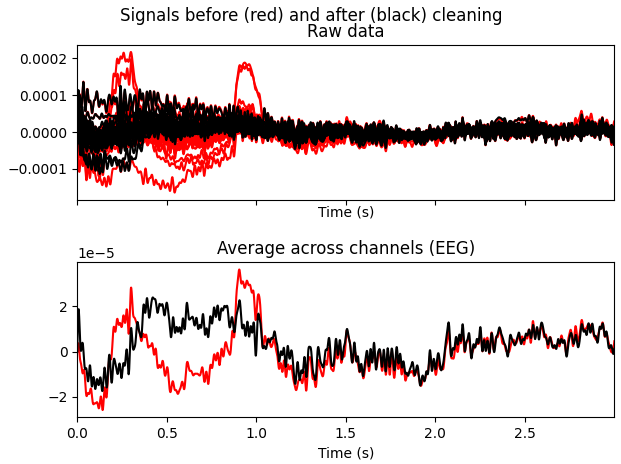 Signals before (red) and after (black) cleaning
Raw data
0.0002
0.0001
0.0000
−0.0001
Time (s)
Average across channels (EEG)
1e−5
2
0
−2
0.0 0.5 1.0 1.5 2.0 2.5
Time (s)